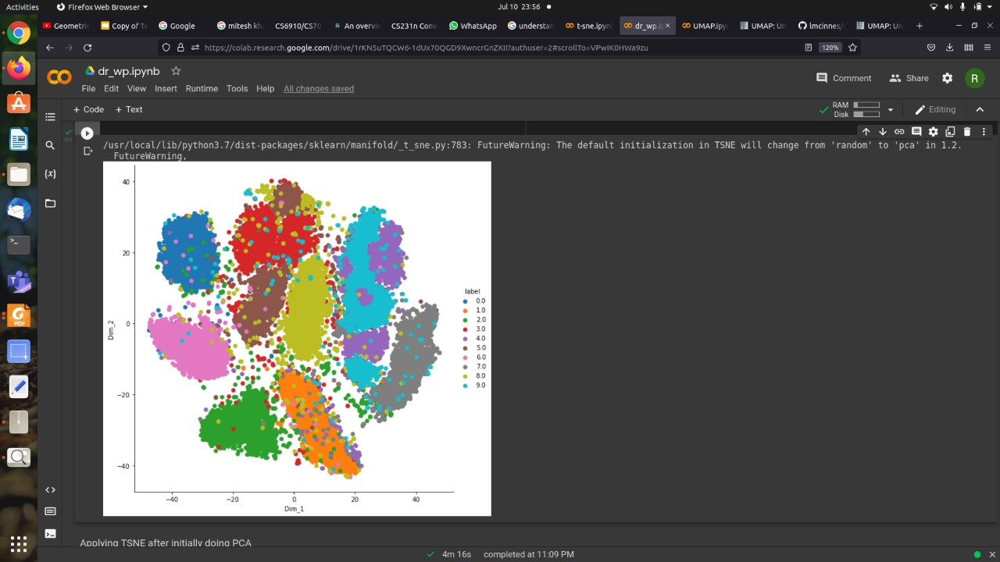 Activities
Firefox Web Browser
Jul 10 23:56
Geometric
Copy of Te
Google
mitesh kh
CS6910/CS70
An overvie
CS231n Conv
WhatsApp
understan
t-sne.ipyn
dr_wp.i
UMAP.ipy
UMAP: Un
lmcinnes/
UMAP: Un
https://colab.research.google.com/drive/1rKN5uTQCW6-1dUx70QGD9XwncrGnZKII?authuser=2#scrollTo=VPwIK0HWa9zu
120%
dr_wp.ipynb
File Edit View Insert Runtime Tools Help All changes saved
Comment
Share
R
+ Code + Text
RAM
Disk
Editing
4m
/usr/local/lib/python3.7/dist-packages/sklearn/manifold/_t_sne.py:783: FutureWarning: The default initialization in TSNE will change from 'random' to 'pca' in 1.2.
FutureWarning,
40
20
0
−20
−40
Dim_2
−40 −20 0 20 40
Dim_1
label
0.0
1.0
2.0
3.0
4.0
5.0
6.0
7.0
8.0
9.0
Applying TSNE after initially doing PCA
4m 16s completed at 11:09 PM